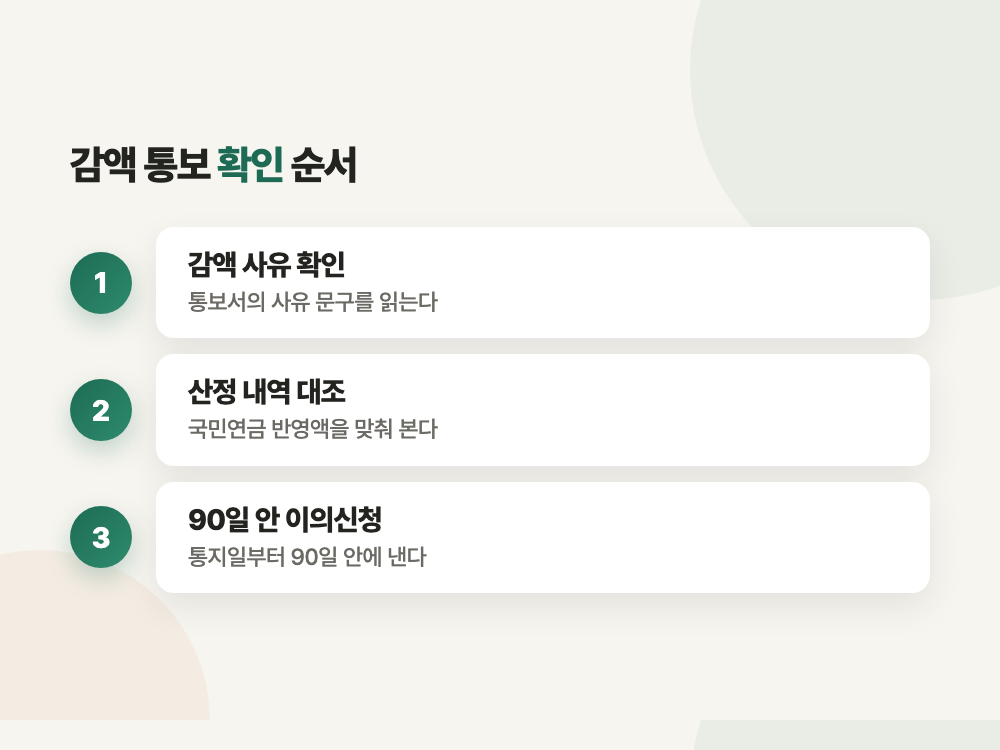 감액 통보 확인 순서
1
감액 사유 확인
통보서의 사유 문구를 읽는다
2
산정 내역 대조
국민연금 반영액을 맞춰 본다
3
90일 안 이의신청
통지일부터 90일 안에 낸다